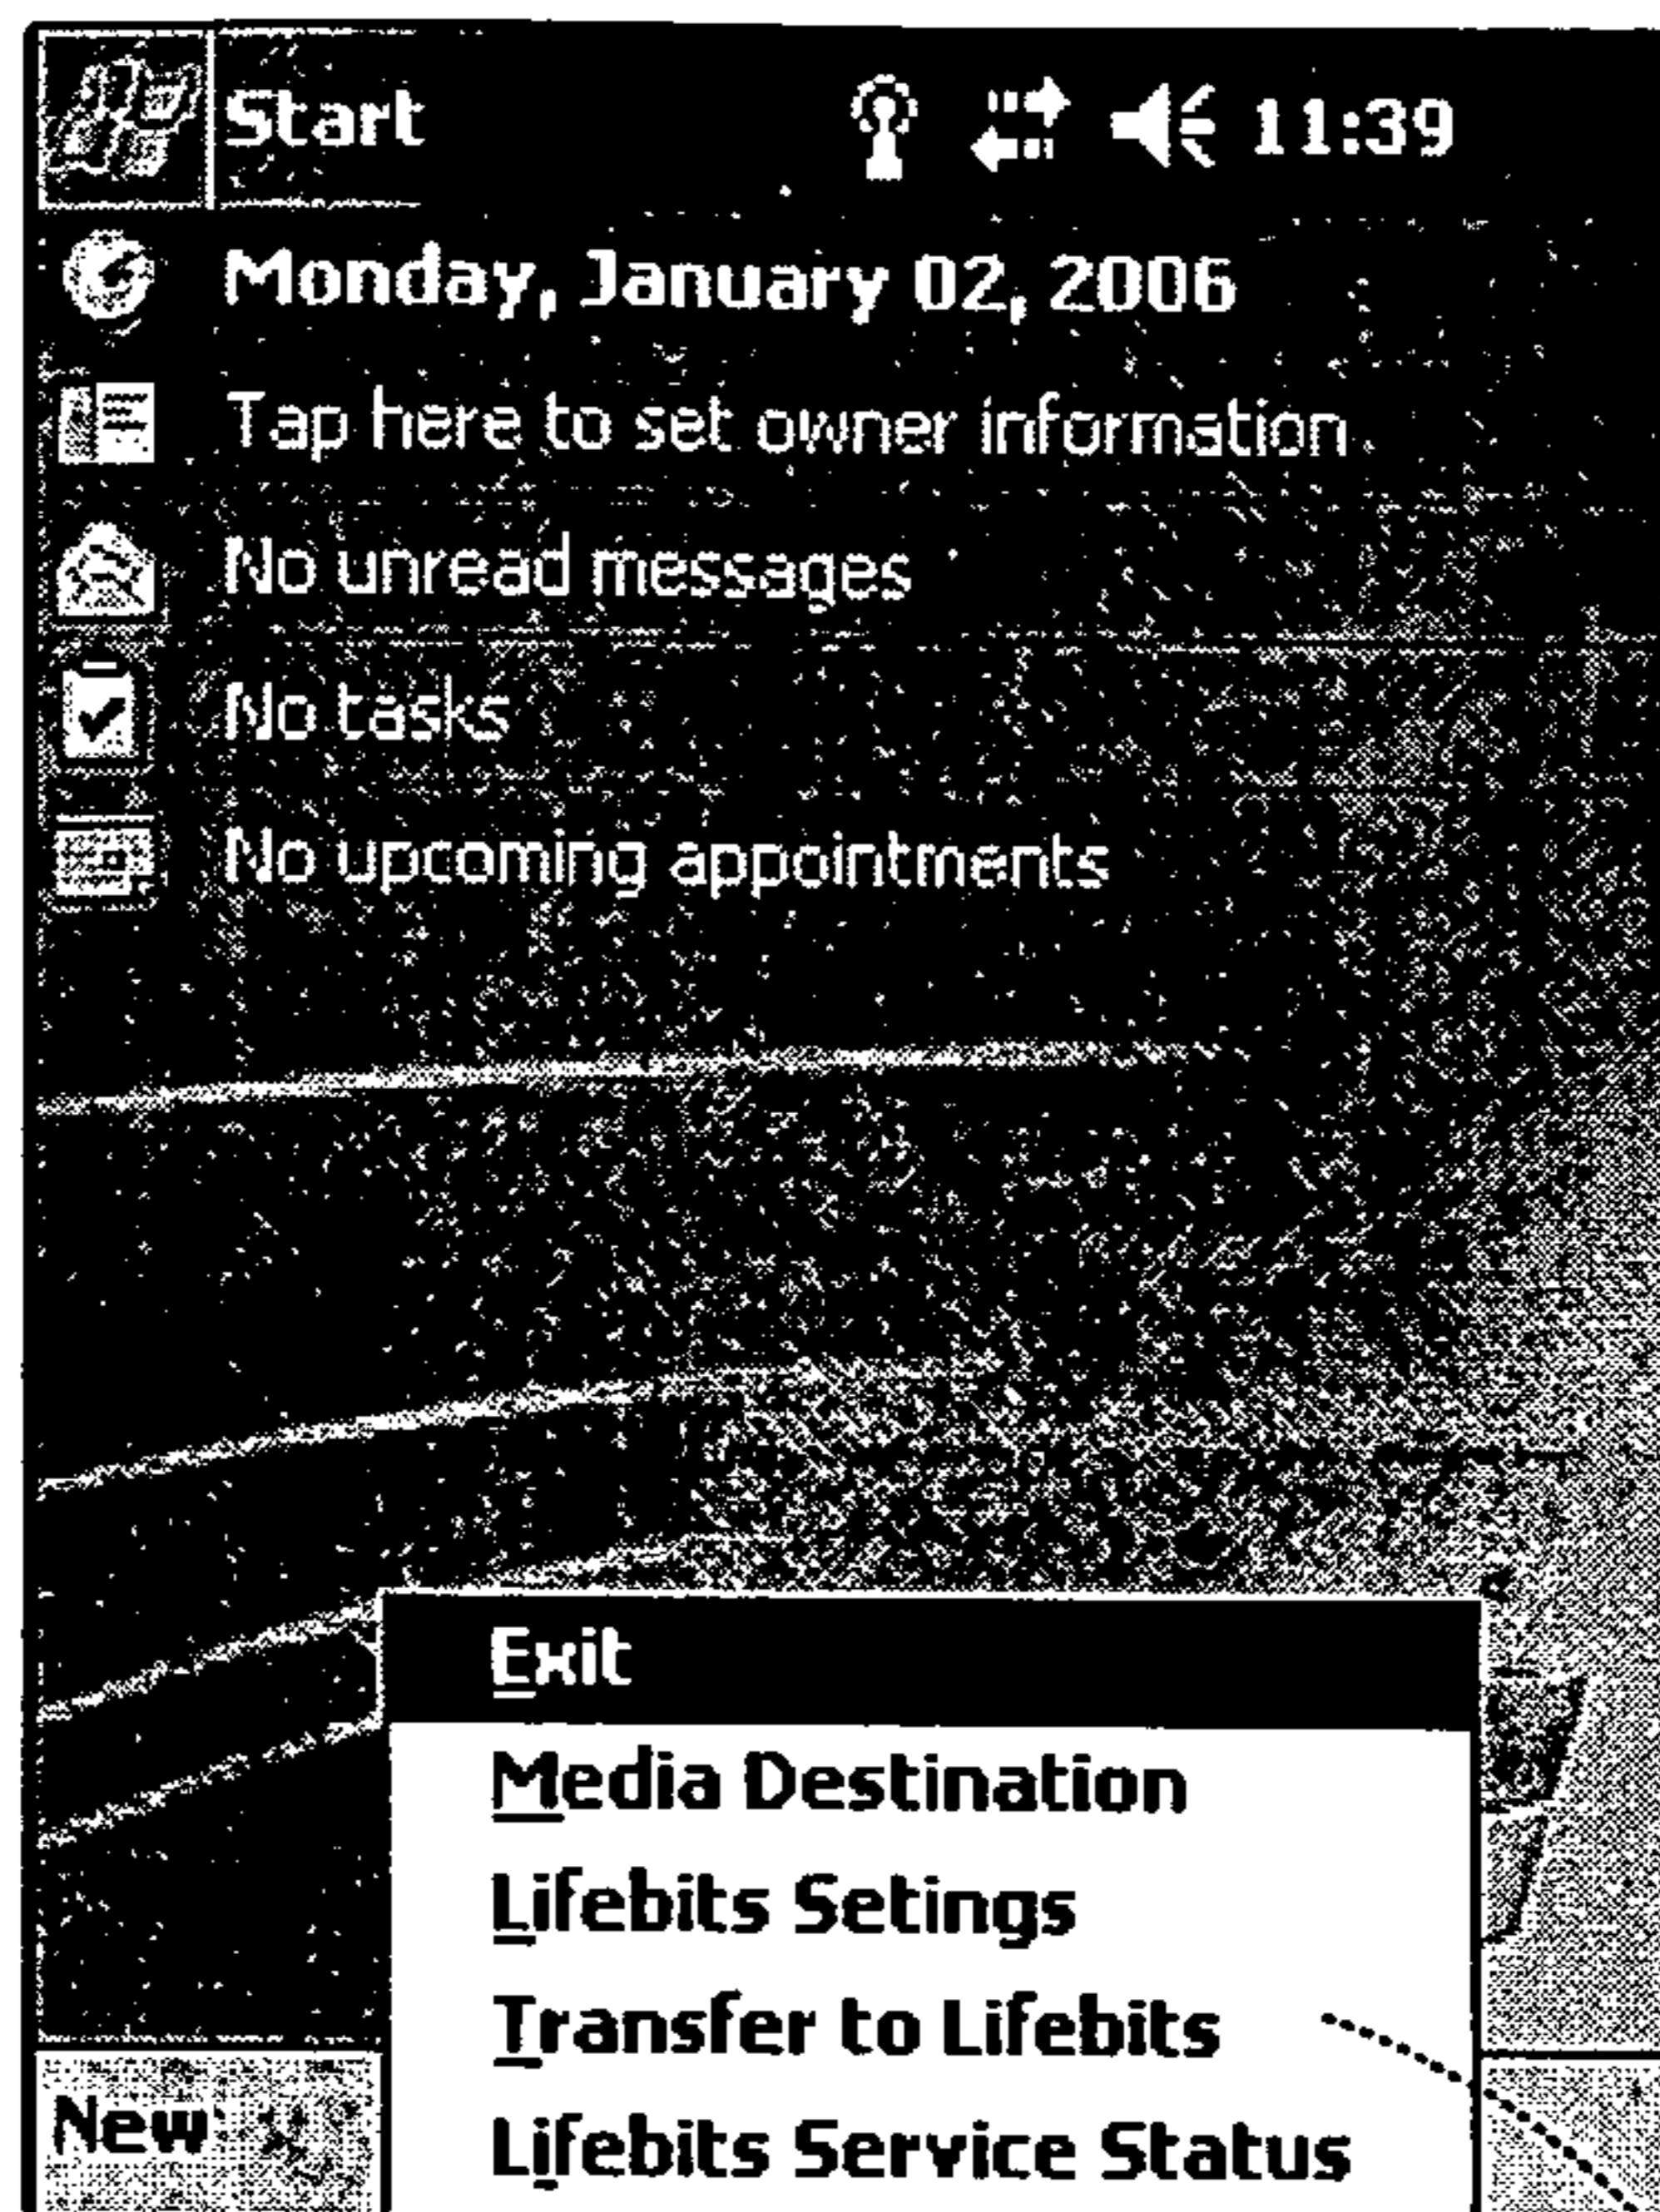 Start 11:39
Monday, January 02, 2006
Tap here to set owner information
No unread messages
No tasks
No upcoming appointments
Exit
Media Destination
Lifebits Setings
Transfer to Lifebits
Lifebits Service Status
New